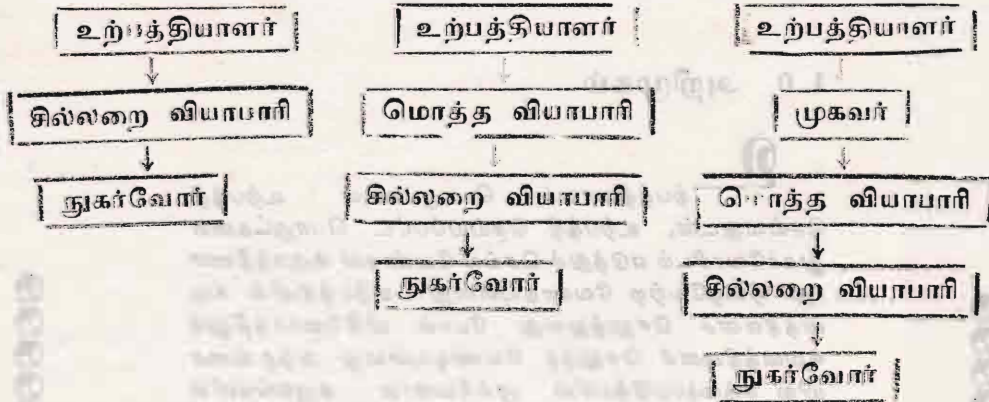 உற்பத்தியாளர்
சில்லறை வியாபாரி
நுகர்வோர்
உற்பத்தியாளர்
மொத்த வியாபாரி
சில்லறை வியாபாரி
நுகர்வோர்
உற்பத்தியாளர்
முகவர்
மொத்த வியாபாரி
சில்லறை வியாபாரி
நுகர்வோர்